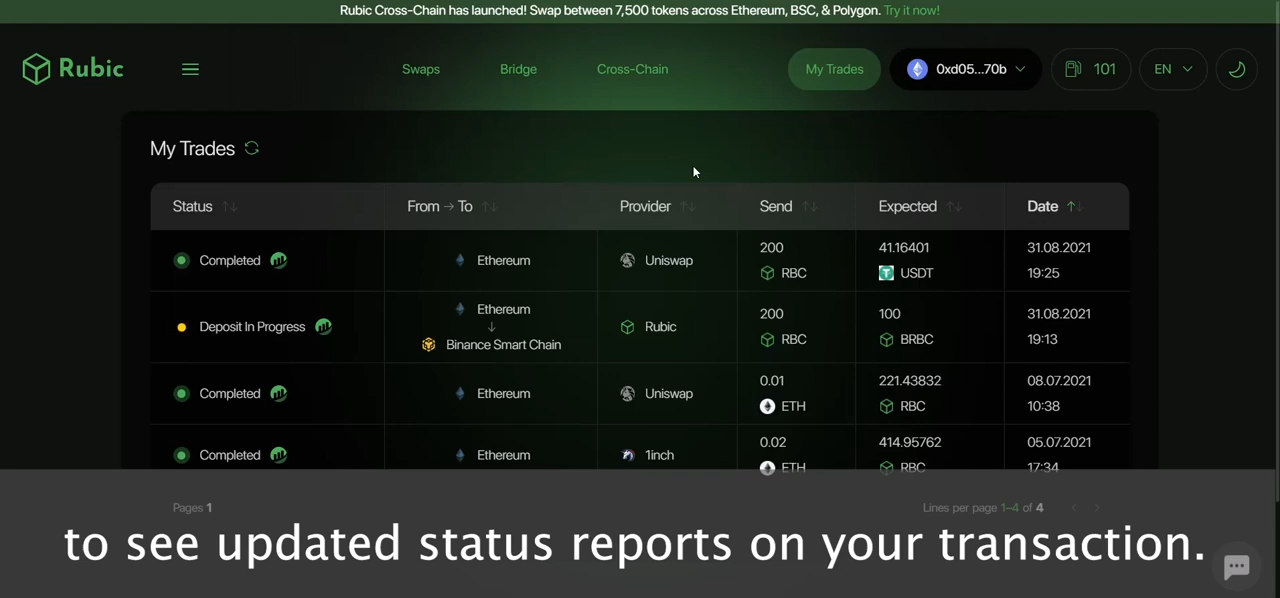 Rubic Cross-Chain has launched! Swap between 7,500 tokens across Ethereum, BSC, & Polygon. Try it now!
Rubic
Swaps Bridge Cross-Chain My Trades 0xd05...70b 101 EN
My Trades
Status From → To Provider Send Expected Date
Completed Ethereum Uniswap 200 RBC 41.16401 USDT 31.08.2021 19:25
Deposit In Progress Ethereum ↓ Binance Smart Chain Rubic 200 RBC 100 BRBC 31.08.2021 19:13
Completed Ethereum Uniswap 0.01 ETH 221.43832 RBC 08.07.2021 10:38
Completed Ethereum 1inch 0.02 ETH 414.95762 RBC 05.07.2021 17:34
Pages 1 Lines per page 1–4 of 4
to see updated status reports on your transaction.